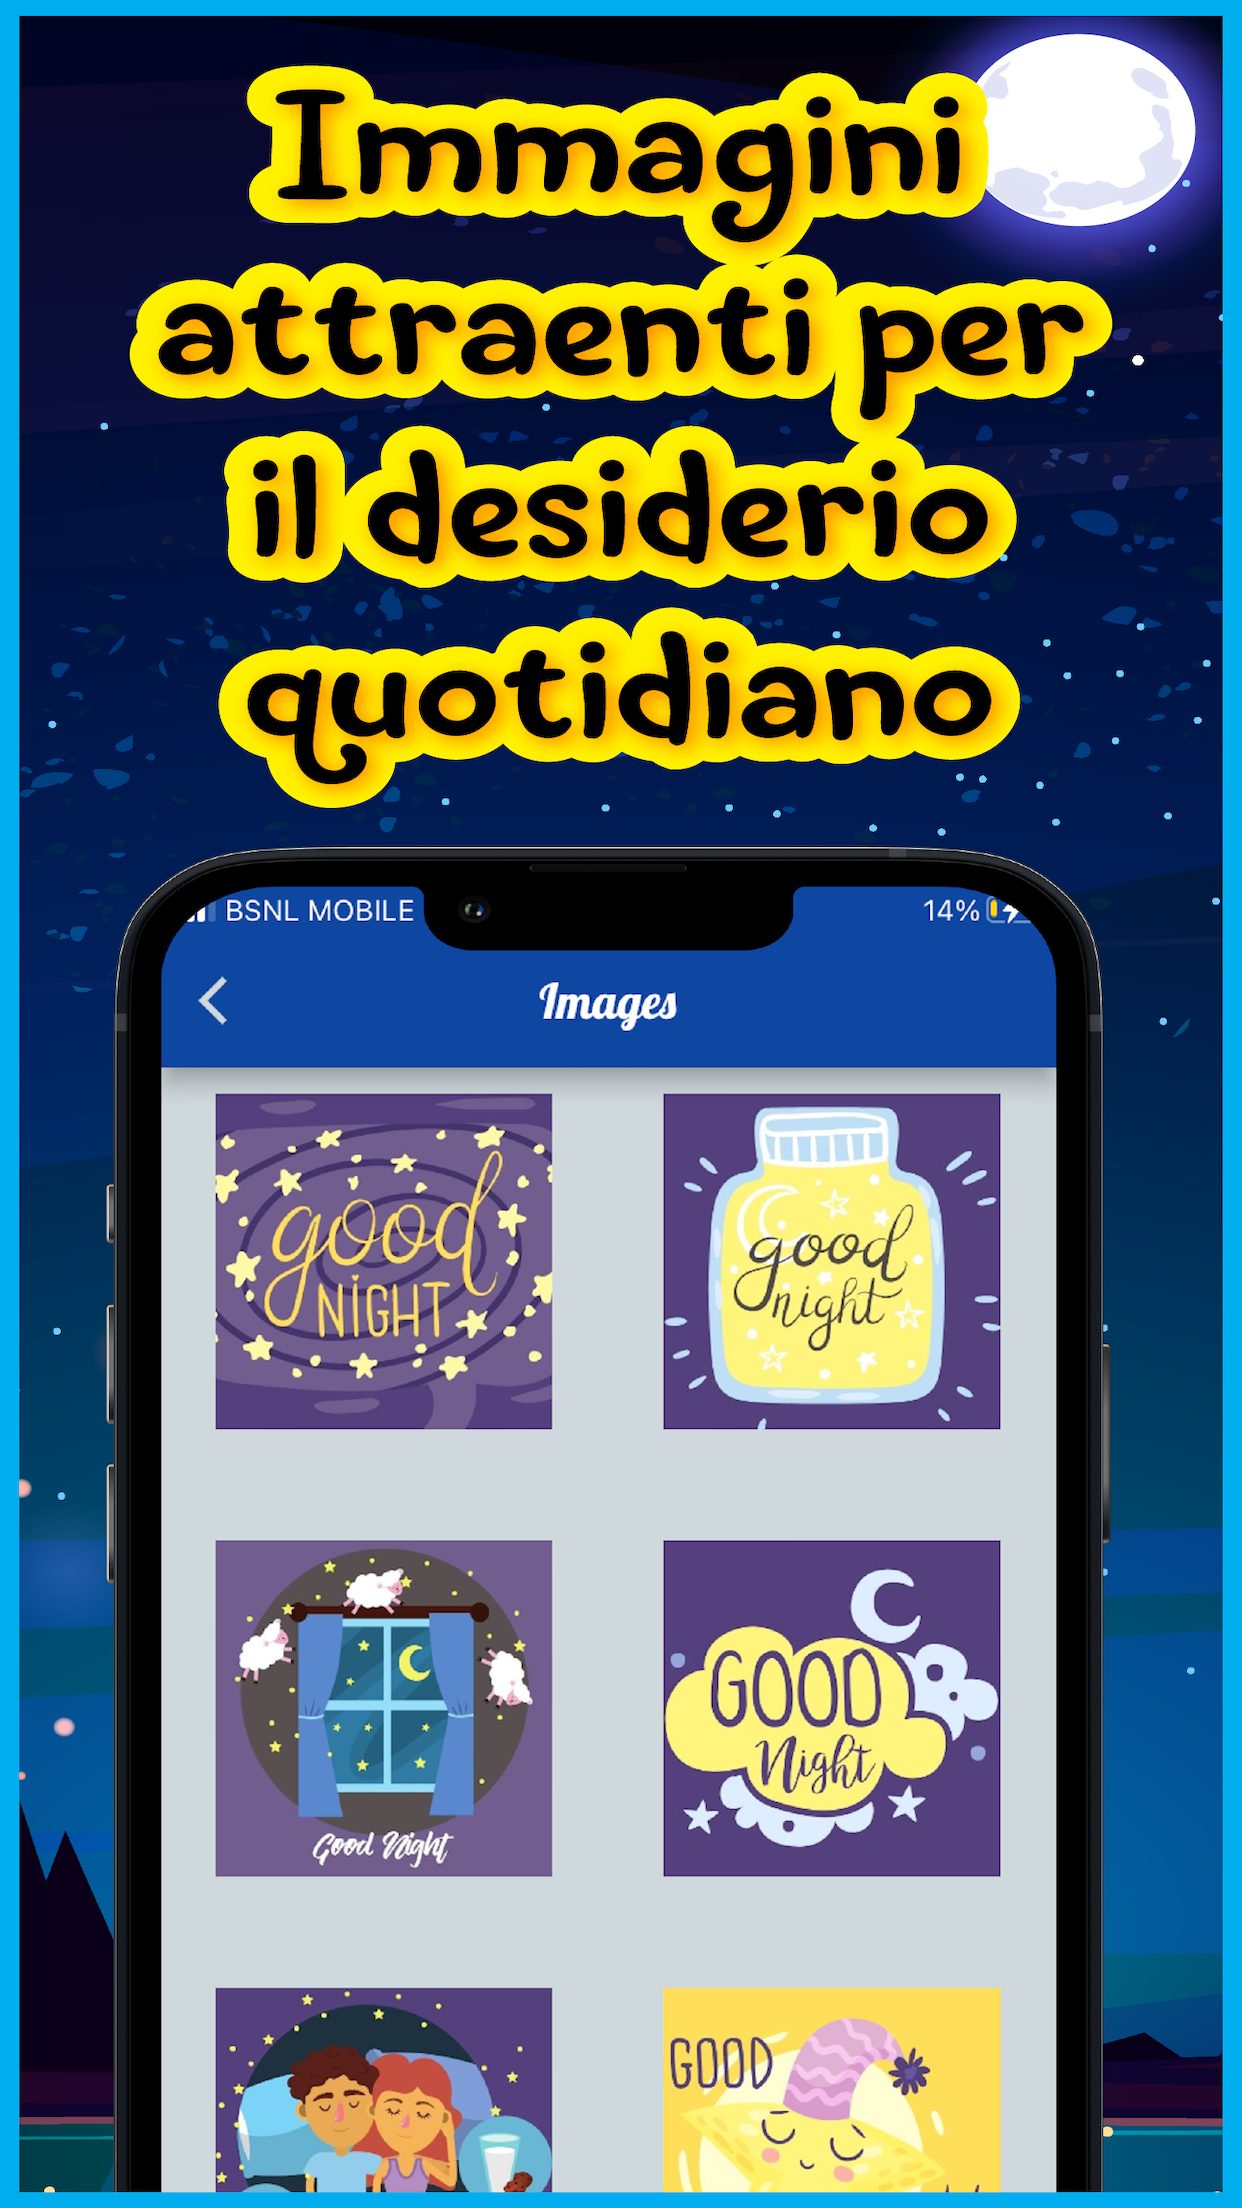 Immagini
attraenti per
il desiderio
quotidiano
BSNL MOBILE
14%
Images
good
NIGHT
good
night
Good Night
GOOD
Night
GOOD